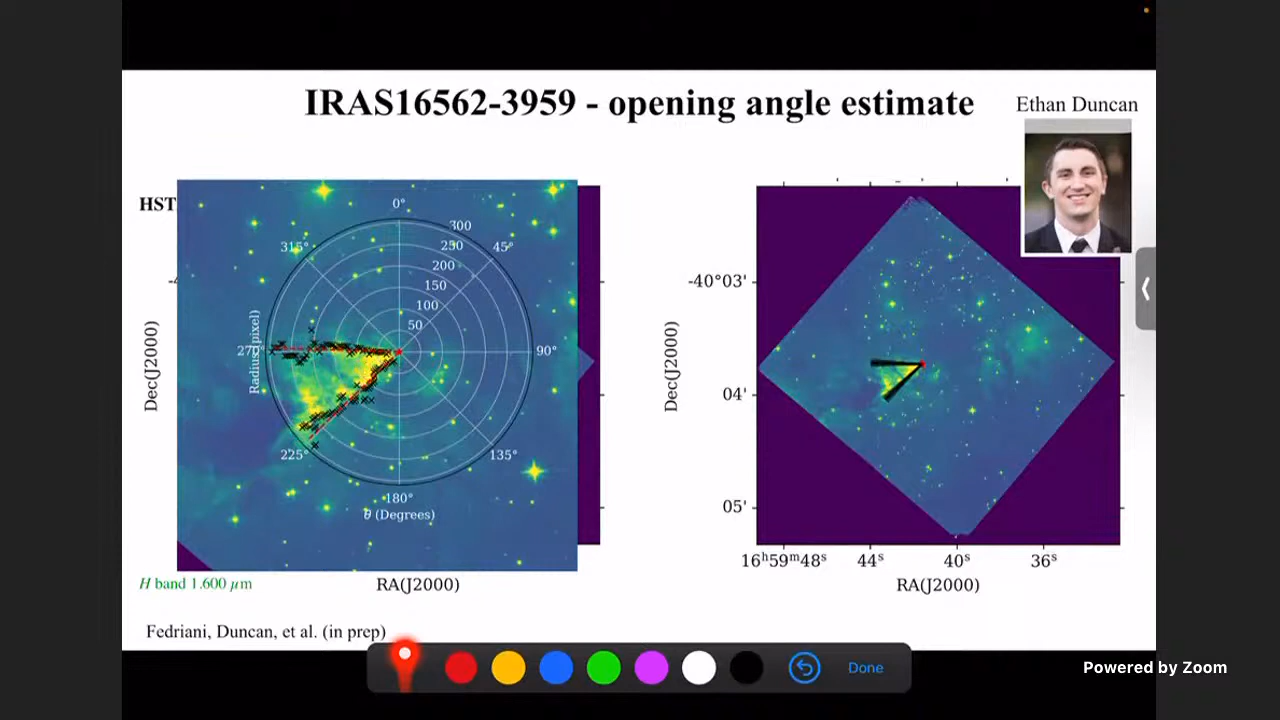 IRAS16562-3959 - opening angle estimate
Ethan Duncan
HST
0°
300
315°
250
45°
200
150
100
50
270°
90°
Radius (pixel)
225°
135°
180°
θ (Degrees)
Dec(J2000)
RA(J2000)
H band 1.600 μm
Dec(J2000)
-40°03'
04'
05'
16ʰ59ᵐ48ˢ
44ˢ
40ˢ
36ˢ
RA(J2000)
Fedriani, Duncan, et al. (in prep)
Done
Powered by Zoom